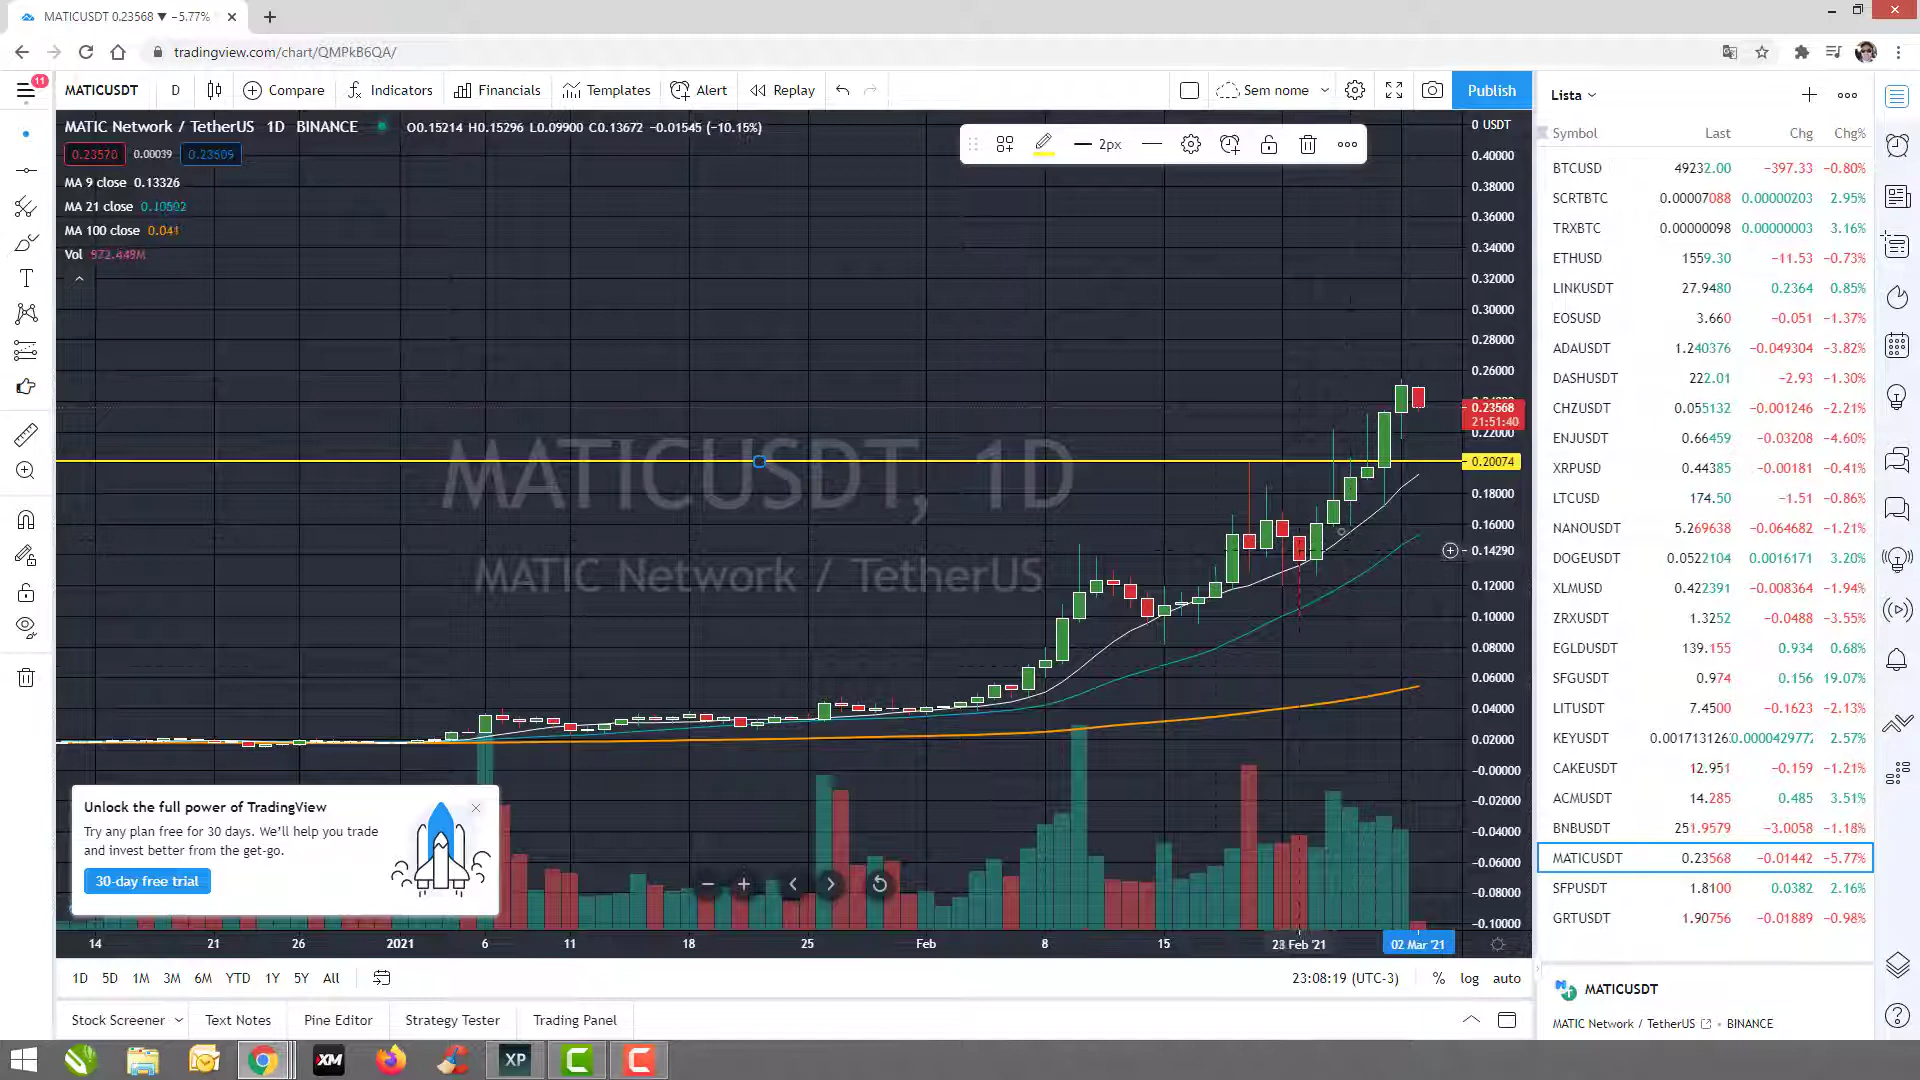 MATICUSDT 0.23568 ▼ −5.77%
tradingview.com/chart/QMPkB6QA/
11
MATICUSDT D Compare Indicators Financials Templates Alert Replay Sem nome Publish
MATIC Network / TetherUS 1D BINANCE O0.15214 H0.15296 L0.09900 C0.13672 −0.01545 (−10.15%)
0.23570 0.00039 0.23609
MA 9 close 0.13326
MA 21 close 0.10602
MA 100 close 0.041
Vol 972.449M
2px
MATICUSDT, 1D
MATIC Network / TetherUS
0 USDT
0.40000
0.38000
0.36000
0.34000
0.32000
0.30000
0.28000
0.26000
0.23568
21:51:40
0.22000
0.20074
0.18000
0.16000
0.14290
0.12000
0.10000
0.08000
0.06000
0.04000
0.02000
−0.00000
−0.02000
−0.04000
−0.06000
−0.08000
−0.10000
Unlock the full power of TradingView
Try any plan free for 30 days. We'll help you trade
and invest better from the get-go.
30-day free trial
14 21 26 2021 6 11 18 25 Feb 8 15 23 Feb '21 02 Mar '21
1D 5D 1M 3M 6M YTD 1Y 5Y All 23:08:19 (UTC-3) % log auto
Stock Screener Text Notes Pine Editor Strategy Tester Trading Panel
Lista
Symbol Last Chg Chg%
BTCUSD 49232.00 −397.33 −0.80%
SCRTBTC 0.00007088 0.00000203 2.95%
TRXBTC 0.00000098 0.00000003 3.16%
ETHUSD 1559.30 −11.53 −0.73%
LINKUSDT 27.9480 0.2364 0.85%
EOSUSD 3.660 −0.051 −1.37%
ADAUSDT 1.240376 −0.049304 −3.82%
DASHUSDT 222.01 −2.93 −1.30%
CHZUSDT 0.055132 −0.001246 −2.21%
ENJUSDT 0.66459 −0.03208 −4.60%
XRPUSD 0.44385 −0.00181 −0.41%
LTCUSD 174.50 −1.51 −0.86%
NANOUSDT 5.269638 −0.064682 −1.21%
DOGEUSDT 0.0522104 0.0016171 3.20%
XLMUSD 0.422391 −0.008364 −1.94%
ZRXUSDT 1.3252 −0.0488 −3.55%
EGLDUSDT 139.155 0.934 0.68%
SFGUSDT 0.974 0.156 19.07%
LITUSDT 7.4500 −0.1623 −2.13%
KEYUSDT 0.001713126 0.0000429772 2.57%
CAKEUSDT 12.951 −0.159 −1.21%
ACMUSDT 14.285 0.485 3.51%
BNBUSDT 251.9579 −3.0058 −1.18%
MATICUSDT 0.23568 −0.01442 −5.77%
SFPUSDT 1.8100 0.0382 2.16%
GRTUSDT 1.90756 −0.01889 −0.98%
MATICUSDT
MATIC Network / TetherUS • BINANCE
XM XP